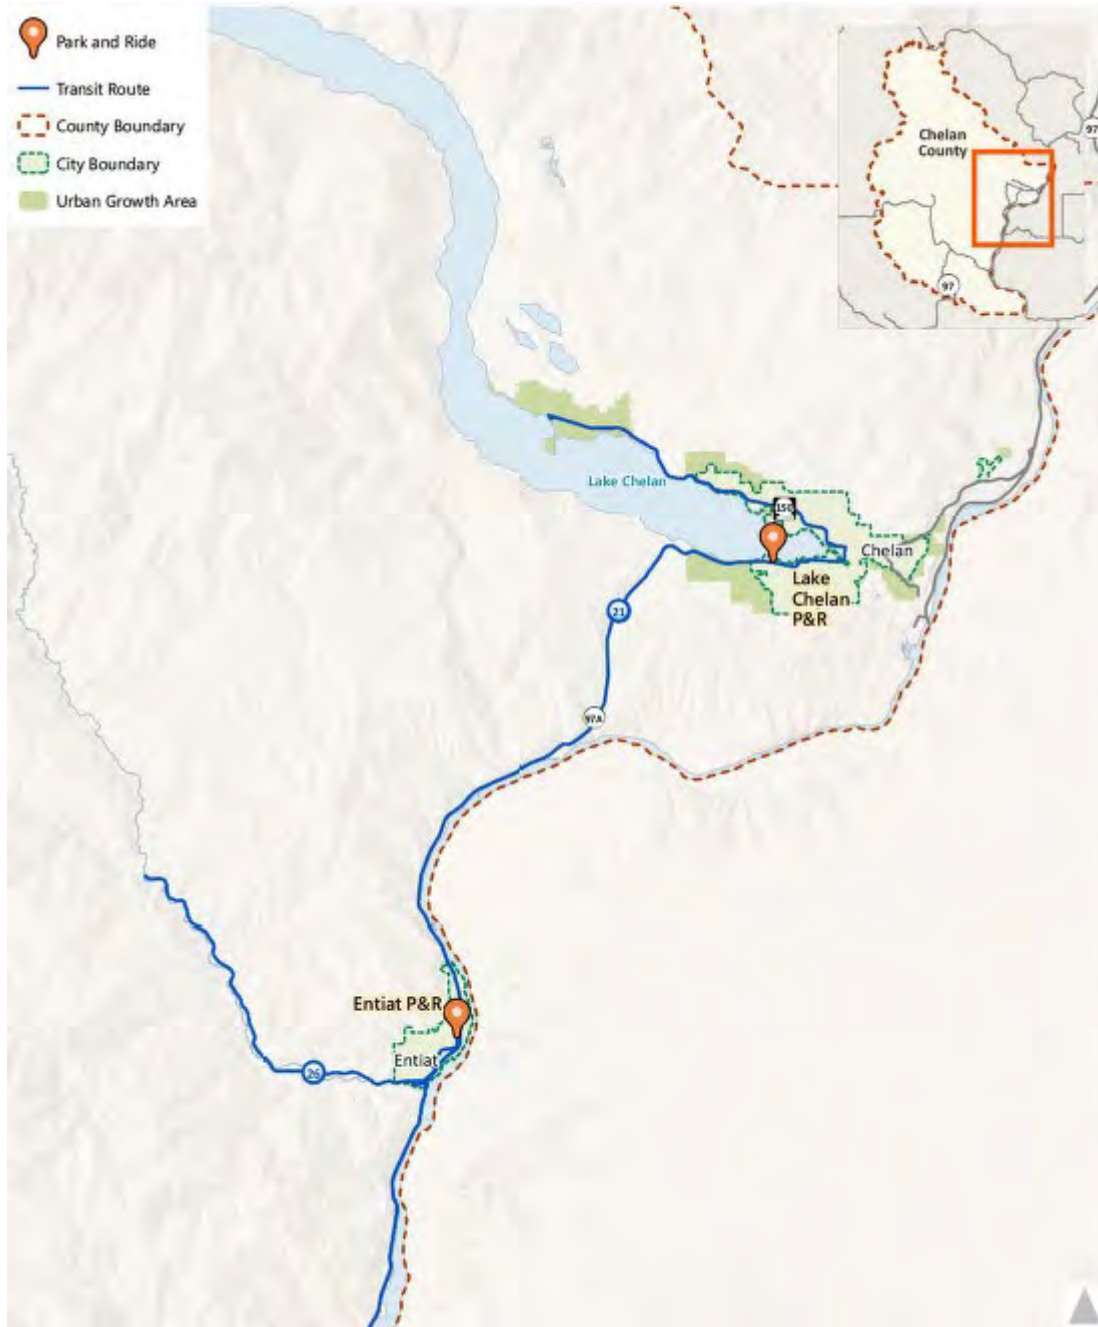 Park and Ride
Transit Route
County Boundary
City Boundary
Urban Growth Area
Chelan
County
97
97
Lake Chelan
150
Chelan
Lake
Chelan
P&R
21
97A
Entiat P&R
Entiat
26